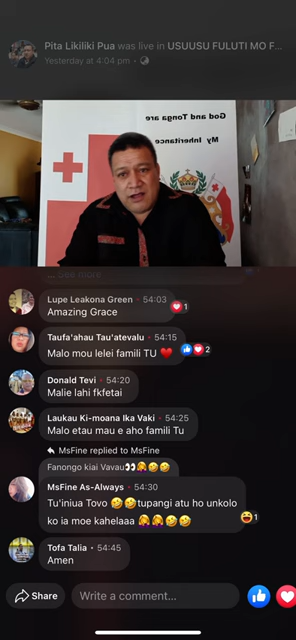 Pita Likiliki Pua was live in USUUSU FULUTI MO F...
Yesterday at 4:04 pm ·
God and Tonga are
My Inheritance
... See more
Lupe Leakona Green • 54:03
Amazing Grace
1
Taufa'ahau Tau'atevalu • 54:15
Malo mou lelei famili TU ❤️
2
Donald Tevi • 54:20
Malie lahi fkfetai
Laukau Ki-moana Ika Vaki • 54:25
Malo etau mau e aho famili TU
MsFine replied to MsFine
Fanongo kiai Vavau👀🤦‍♀️🤣🤣
MsFine As-Always • 54:30
Tu'iniua Tovo 🤣🤣tupangi atu ho unkolo
ko ia moe kahelaaa 🤦‍♀️🤦‍♀️🤣🤣
1
Tofa Talia • 54:45
Amen
Share
Write a comment...